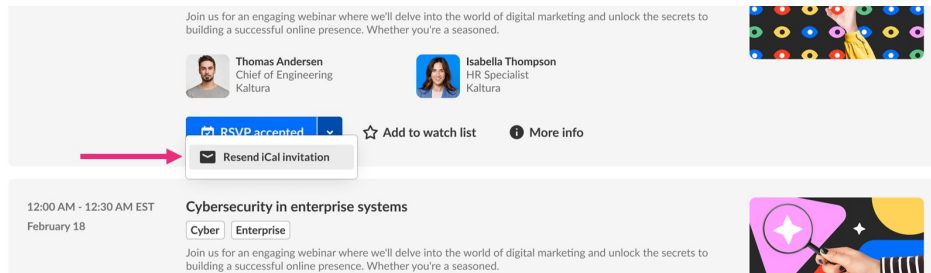 Join us for an engaging webinar where we'll delve into the world of digital marketing and unlock the secrets to
building a successful online presence. Whether you're a seasoned.
Thomas Andersen
Chief of Engineering
Kaltura
Isabella Thompson
HR Specialist
Kaltura
RSVP accepted
Add to watch list
More info
Resend iCal invitation
12:00 AM - 12:30 AM EST
February 18
Cybersecurity in enterprise systems
Cyber
Enterprise
Join us for an engaging webinar where we'll delve into the world of digital marketing and unlock the secrets to
building a successful online presence. Whether you're a seasoned.